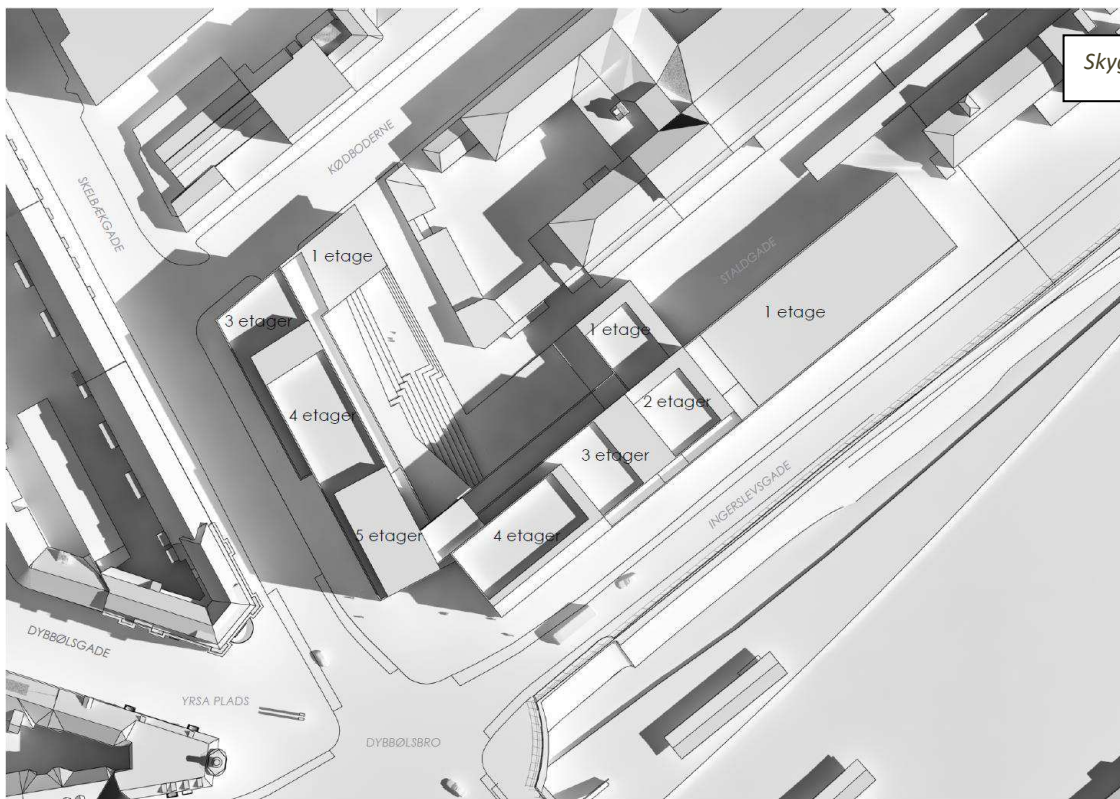 KØDBODERNE
SKELBÆKGADE
1 etage
STALDGADE
3 etager
1 etage
1 etage
4 etager
2 etager
3 etager
5 etager
4 etager
INGERSLEVSGADE
DYBBØLSGADE
YRSA PLADS
DYBBØLSBRO